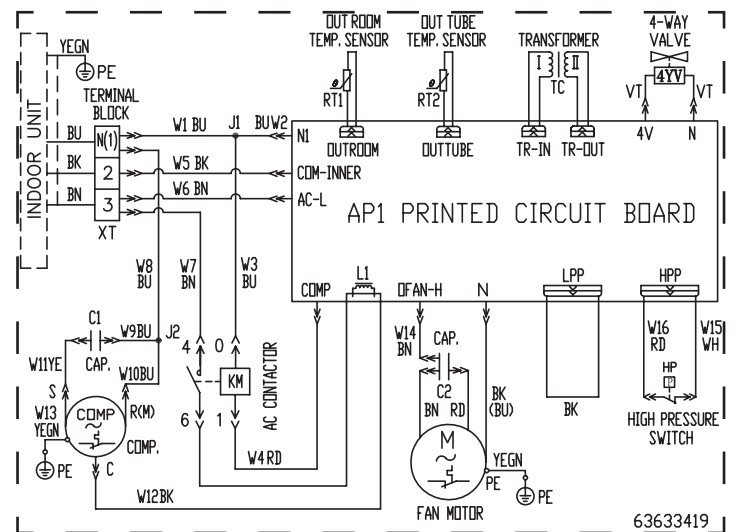 OUT ROOM
TEMP. SENSOR
OUT TUBE
TEMP. SENSOR
TRANSFORMER
4-WAY
VALVE
YEGN
PE
INDOOR UNIT
TERMINAL
BLOCK
RT1
RT2
I
II
TC
4YV
VT
VT
BU
N(1)
W1 BU
J1
BU W2
N1
OUTROOM
OUTTUBE
TR-IN
TR-OUT
4V
N
BK
2
W5 BK
COM-INNER
BN
3
W6 BN
AC-L
XT
AP1 PRINTED CIRCUIT BOARD
W8
BU
W7
BN
W3
BU
COMP
L1
OFAN-H
N
LPP
HPP
C1
W9BU
J2
CAP.
W11YE
W10BU
4
0
KM
AC CONTACTOR
6
1
W14
BN
CAP.
C2
BN
RD
BK
(BU)
BK
W16
RD
W15
WH
HP
P
HIGH PRESSURE
SWITCH
S
W13
YEGN
COMP
R(M)
COMP.
PE
C
W4RD
W12BK
M
YEGN
PE
PE
FAN MOTOR
63633419